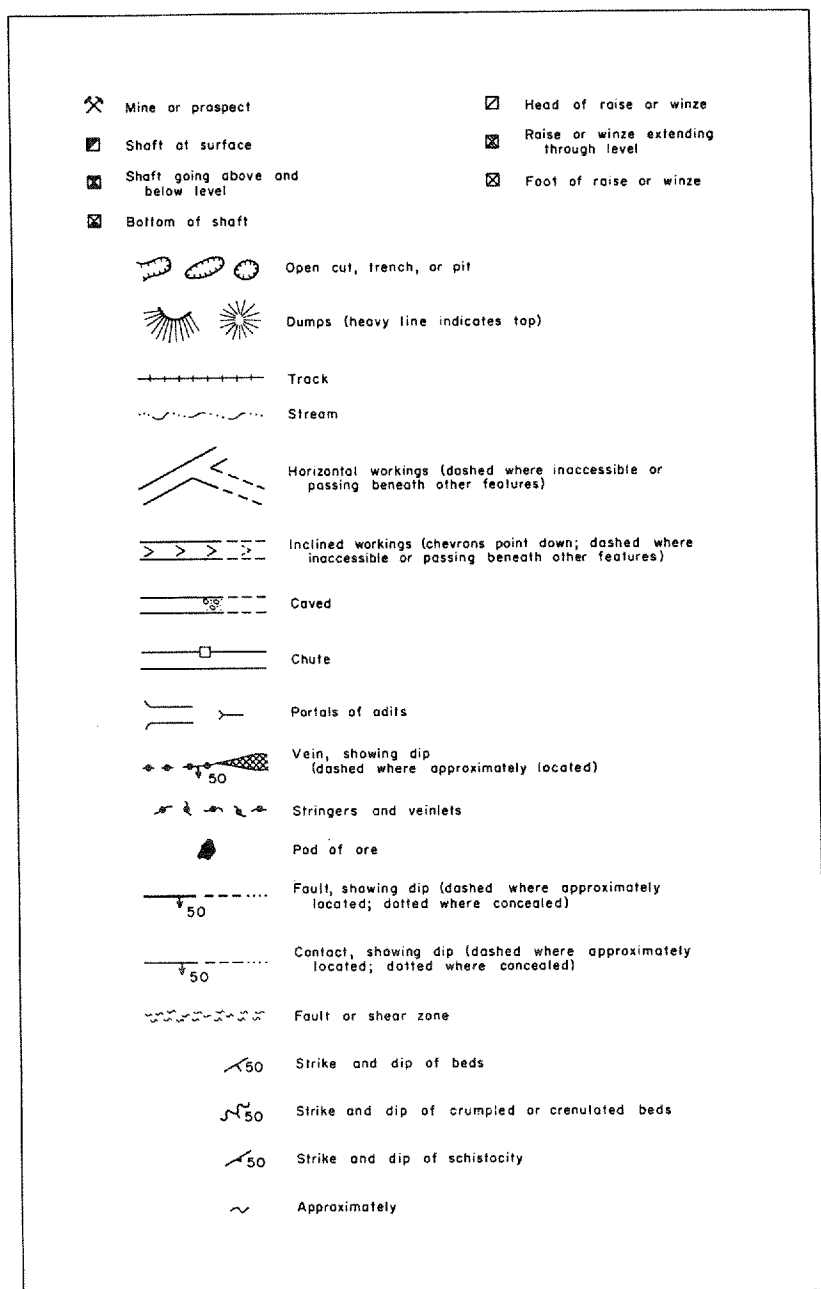 Mine or prospect
Shaft at surface
Shaft going above and
below level
Bottom of shaft
Head of raise or winze
Raise or winze extending
through level
Foot of raise or winze
Open cut, trench, or pit
Dumps (heavy line indicates top)
Track
Stream
Horizontal workings (dashed where inaccessible or
passing beneath other features)
Inclined workings (chevrons point down; dashed where
inaccessible or passing beneath other features)
Caved
Chute
Portals of adits
Vein, showing dip
(dashed where approximately located)
50
Stringers and veinlets
Pod of ore
Fault, showing dip (dashed where approximately
located; dotted where concealed)
50
Contact, showing dip (dashed where approximately
located; dotted where concealed)
50
Fault or shear zone
50 Strike and dip of beds
50 Strike and dip of crumpled or crenulated beds
50 Strike and dip of schistocity
Approximately